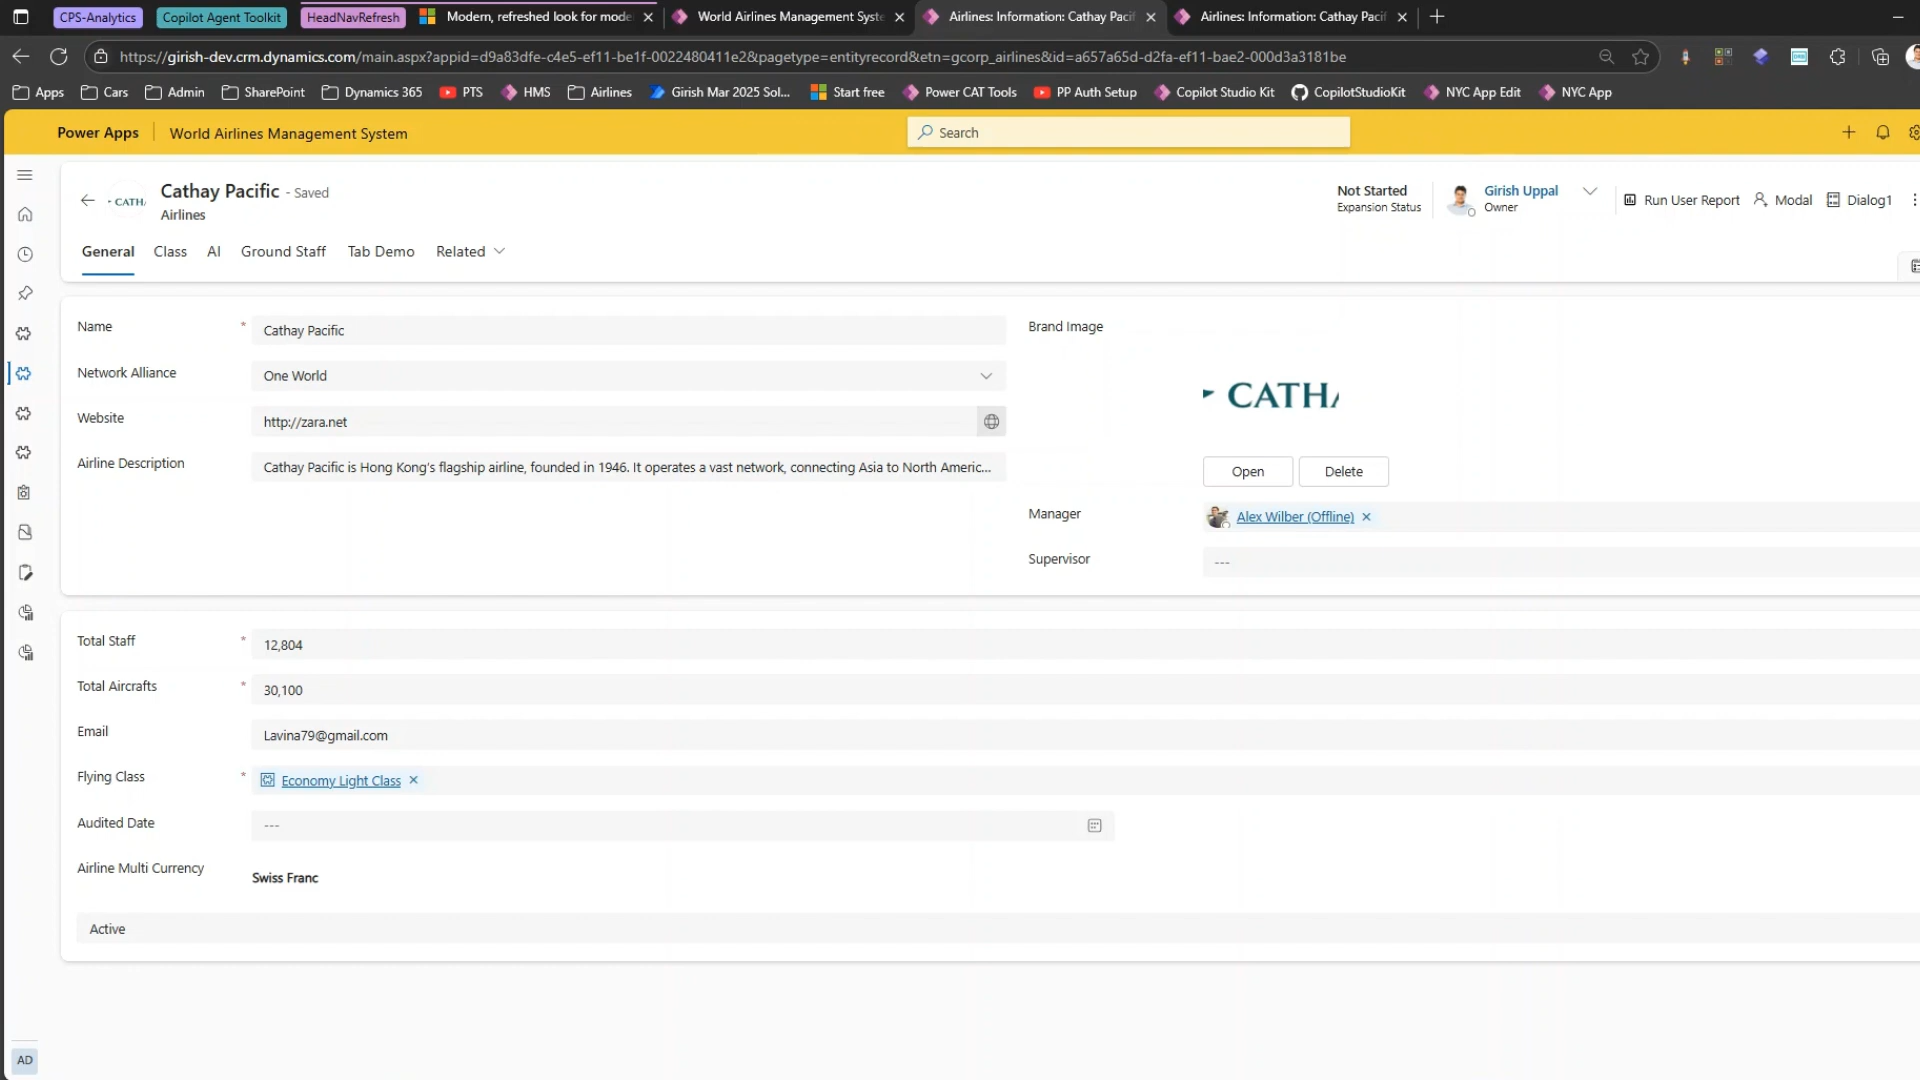 CPS-Analytics
Copilot Agent Toolkit
HeadNavRefresh
Modern, refreshed look for mode
World Airlines Management Syste
Airlines: Information: Cathay Pacif
Airlines: Information: Cathay Pacif
https://girish-dev.crm.dynamics.com/main.aspx?appid=d9a83dfe-c4e5-ef11-be1f-0022480411e2&pagetype=entityrecord&etn=gcorp_airlines&id=a657a65d-d2fa-ef11-bae2-000d3a3181be
Apps
Cars
Admin
SharePoint
Dynamics 365
PTS
HMS
Airlines
Girish Mar 2025 Sol...
Start free
Power CAT Tools
PP Auth Setup
Copilot Studio Kit
CopilotStudioKit
NYC App Edit
NYC App
Power Apps
World Airlines Management System
Search
CATH
Cathay Pacific - Saved
Airlines
Not Started
Expansion Status
Girish Uppal
Owner
Run User Report
Modal
Dialog1
General
Class
AI
Ground Staff
Tab Demo
Related
Name *
Cathay Pacific
Network Alliance
One World
Website
http://zara.net
Airline Description
Cathay Pacific is Hong Kong's flagship airline, founded in 1946. It operates a vast network, connecting Asia to North Americ...
Brand Image
CATHA
Open
Delete
Manager
Alex Wilber (Offline)
Supervisor
---
Total Staff *
12,804
Total Aircrafts *
30,100
Email
Lavina79@gmail.com
Flying Class *
Economy Light Class
Audited Date
---
Airline Multi Currency
Swiss Franc
Active
AD